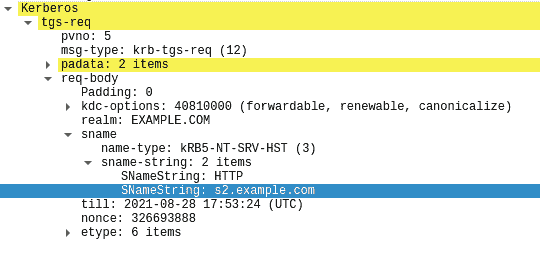 Kerberos
tgs-req
pvno: 5
msg-type: krb-tgs-req (12)
padata: 2 items
req-body
Padding: 0
kdc-options: 40810000 (forwardable, renewable, canonicalize)
realm: EXAMPLE.COM
sname
name-type: kRB5-NT-SRV-HST (3)
sname-string: 2 items
SNameString: HTTP
SNameString: s2.example.com
till: 2021-08-28 17:53:24 (UTC)
nonce: 326693888
etype: 6 items